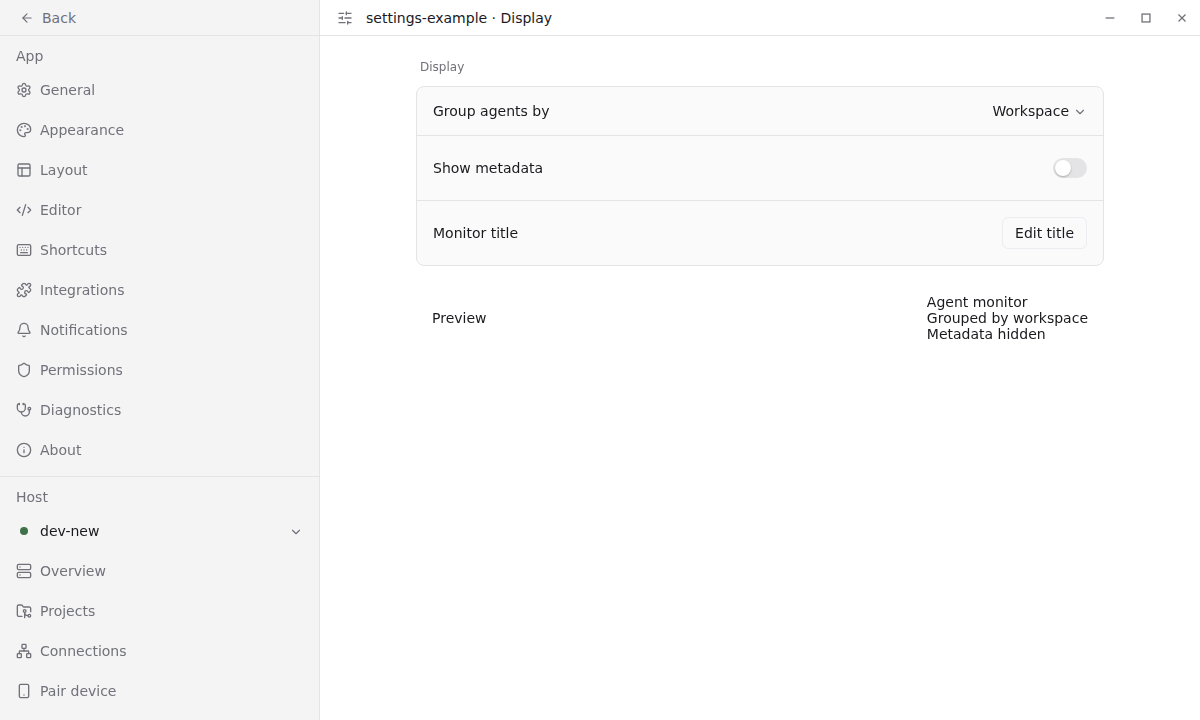 Back
App
General
Appearance
Layout
Editor
Shortcuts
Integrations
Notifications
Permissions
Diagnostics
About
Host
dev-new
Overview
Projects
Connections
Pair device
settings-example · Display
Display
Group agents by
Workspace
Show metadata
Monitor title
Edit title
Preview
Agent monitor
Grouped by workspace
Metadata hidden